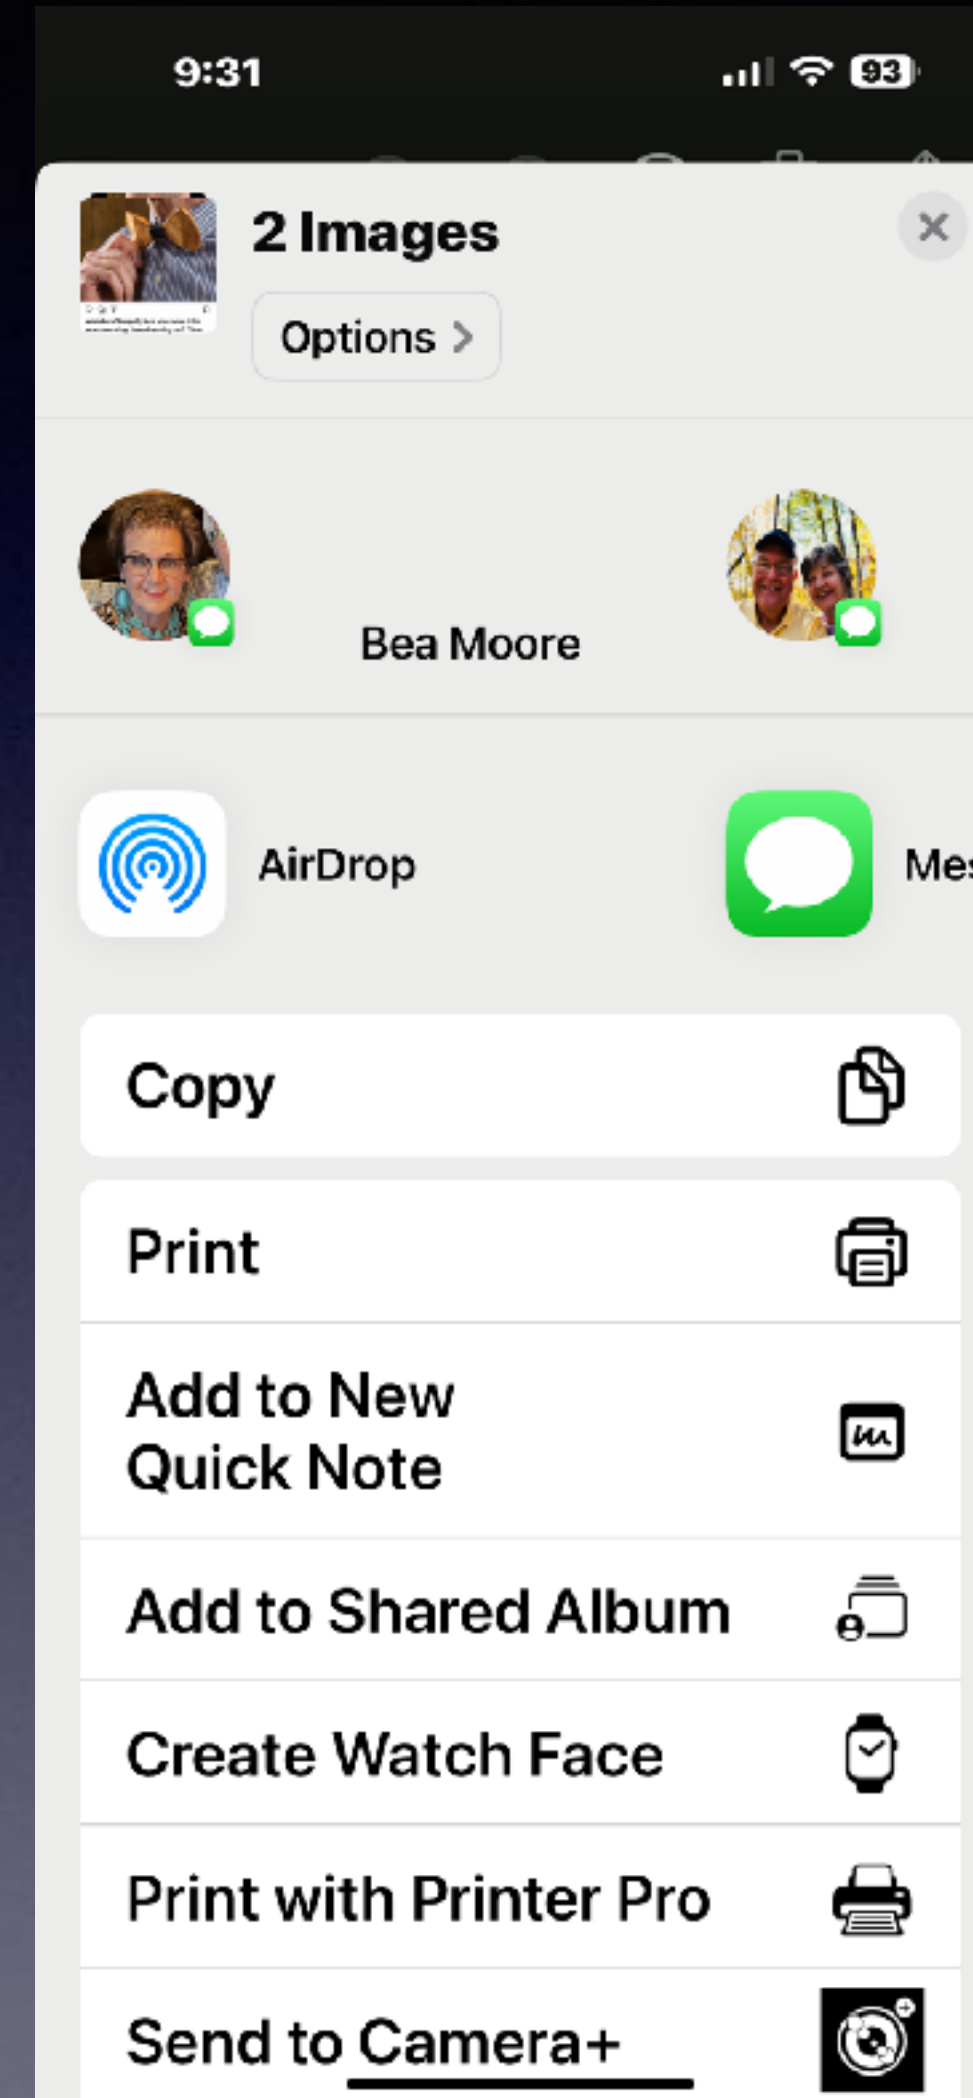 9:31
93
2 Images
Options
Bea Moore
AirDrop
Mes
Copy
Print
Add to New
Quick Note
Add to Shared Album
Create Watch Face
Print with Printer Pro
Send to Camera+